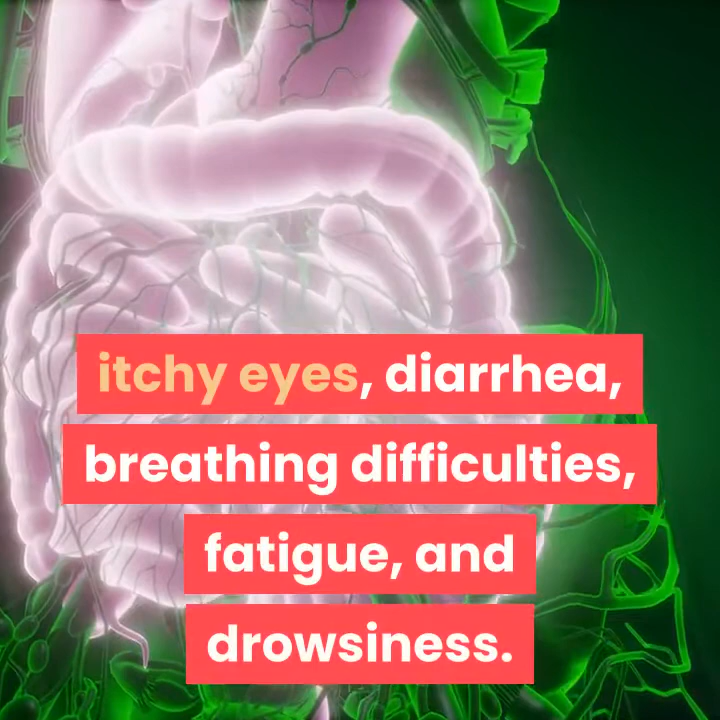 itchy eyes, diarrhea,
breathing difficulties,
fatigue, and
drowsiness.